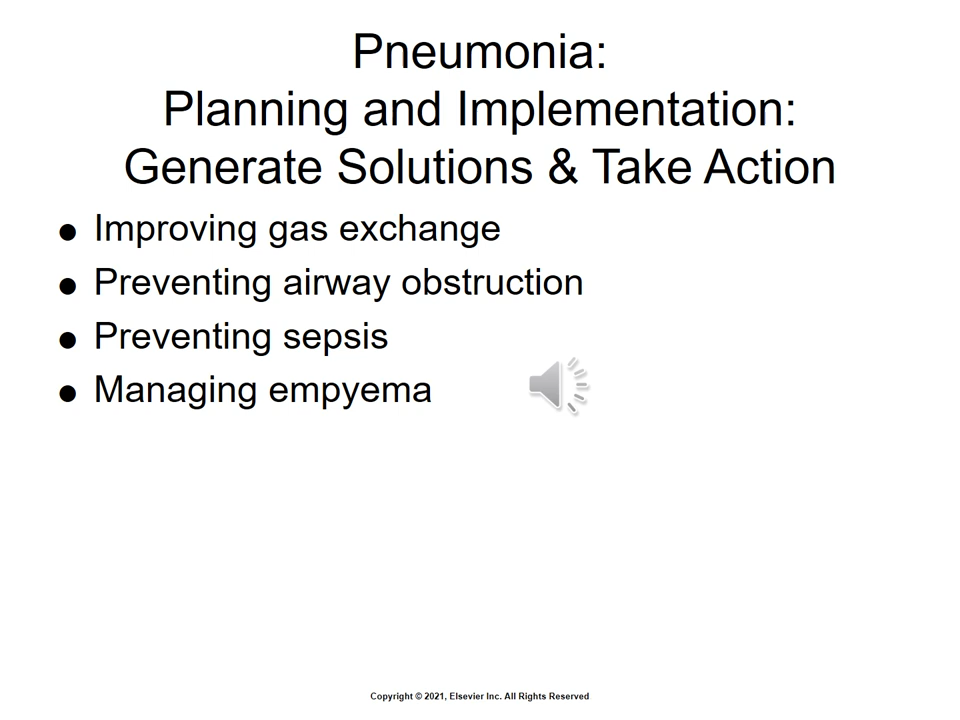 Pneumonia:
Planning and Implementation:
Generate Solutions & Take Action
● Improving gas exchange
● Preventing airway obstruction
● Preventing sepsis
● Managing empyema
Copyright © 2021, Elsevier Inc. All Rights Reserved